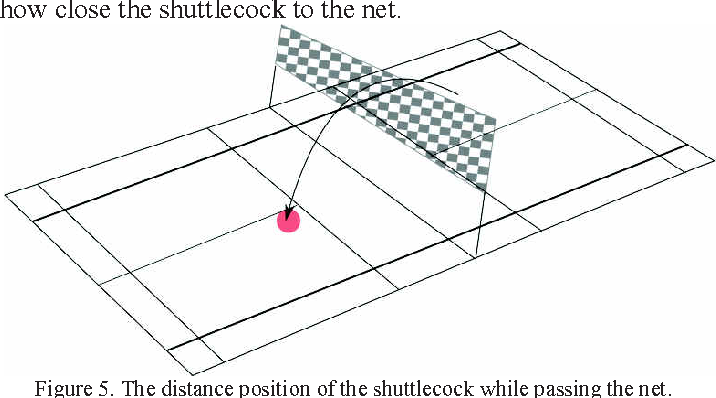 how close the shuttlecock to the net.
Figure 5. The distance position of the shuttlecock while passing the net.